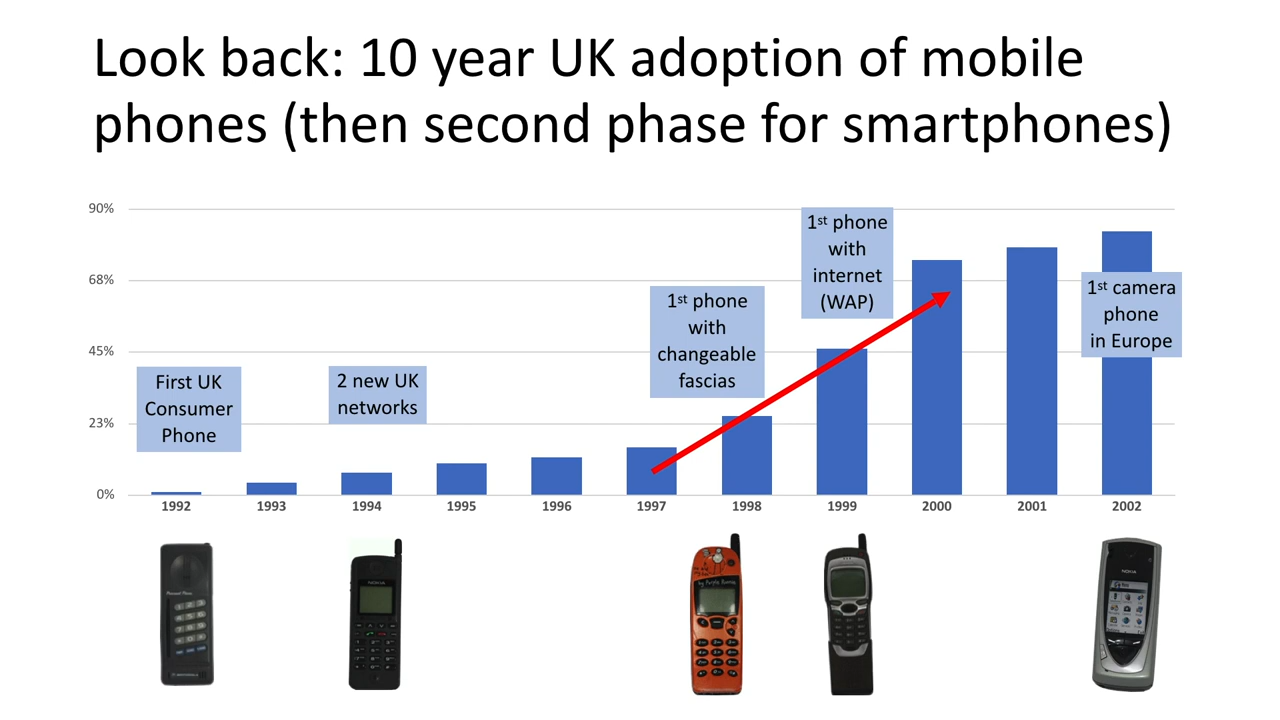 Look back: 10 year UK adoption of mobile
phones (then second phase for smartphones)
90%
68%
45%
23%
0%
First UK
Consumer
Phone
2 new UK
networks
1st phone
with
changeable
fascias
1st phone
with
internet
(WAP)
1st camera
phone
in Europe
1992 1993 1994 1995 1996 1997 1998 1999 2000 2001 2002
NOKIA
NOKIA